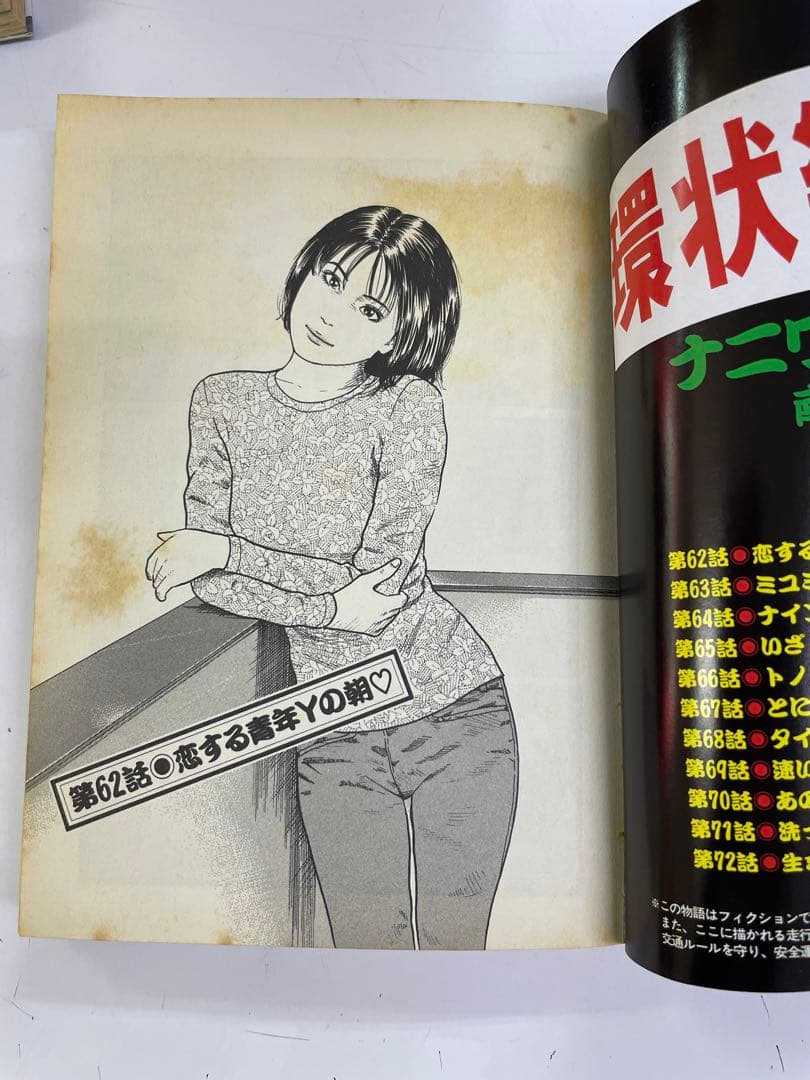 第62話●恋する青年Yの朝♡
環状
ナニワ
第62話●恋する
第63話●ミユ
第64話●ナイ
第65話●いざ
第66話●トノ
第67話●とに
第68話●タイ
第69話●速い
第70話●あの
第71話●洗っ
第72話●生
※この物語はフィクションで
また、ここに描かれる走行
交通ルールを守り、安全運